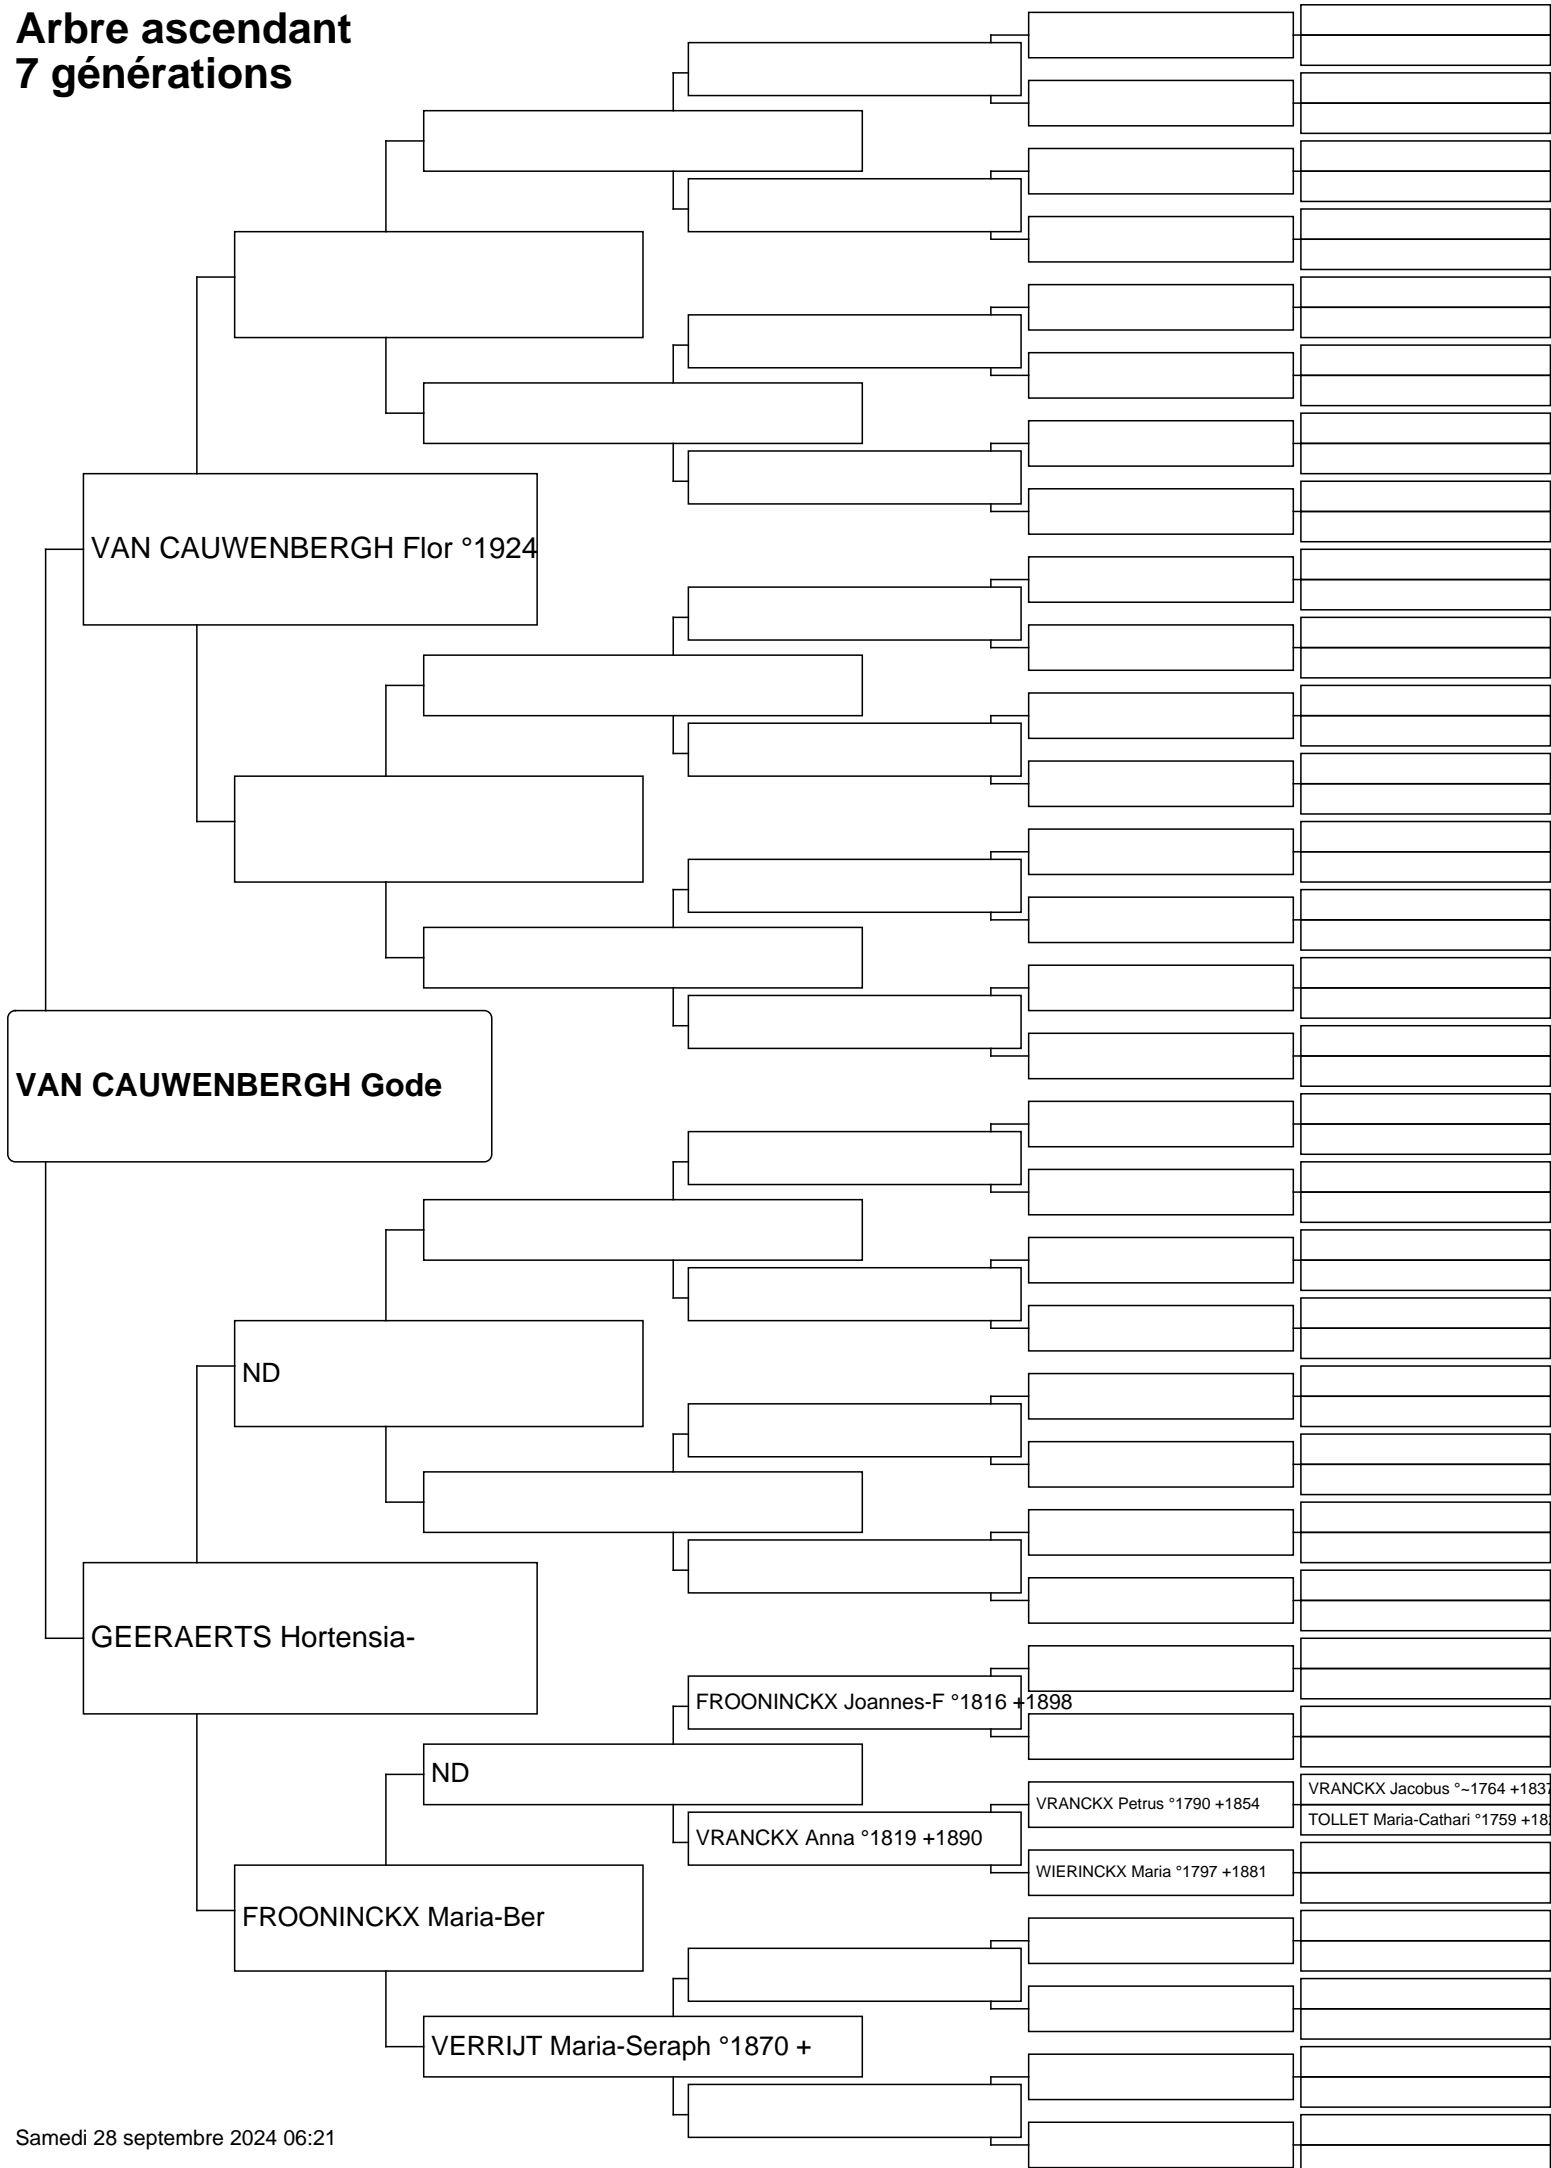 Arbre ascendant
7 générations
VAN CAUWENBERGH Flor °1924
VAN CAUWENBERGH Gode
ND
GEERAERTS Hortensia-
FROONINCKX Joannes-F °1816 +1898
ND
VRANCKX Jacobus °~1764 +1837
VRANCKX Petrus °1790 +1854
TOLLET Maria-Cathari °1759 +18
VRANCKX Anna °1819 +1890
WIERINCKX Maria °1797 +1881
FROONINCKX Maria-Ber
VERRIJT Maria-Seraph °1870 +
Samedi 28 septembre 2024 06:21